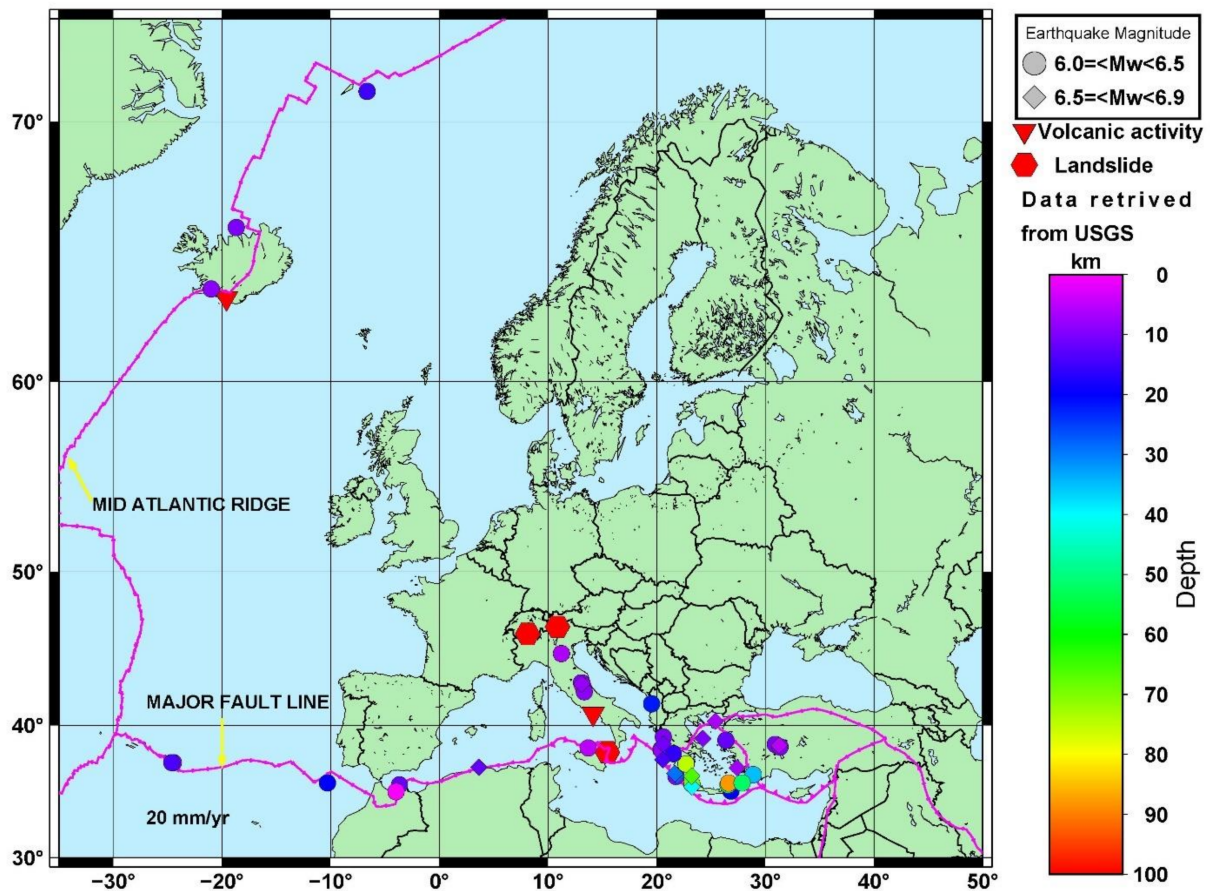 Earthquake Magnitude
6.0=<Mw<6.5
6.5=<Mw<6.9
Volcanic activity
Landslide
Data retrived
from USGS
km
0
10
20
30
40
50
60
70
80
90
100
Depth
70°
60°
50°
40°
30°
MID ATLANTIC RIDGE
MAJOR FAULT LINE
20 mm/yr
−30°
−20°
−10°
0°
10°
20°
30°
40°
50°